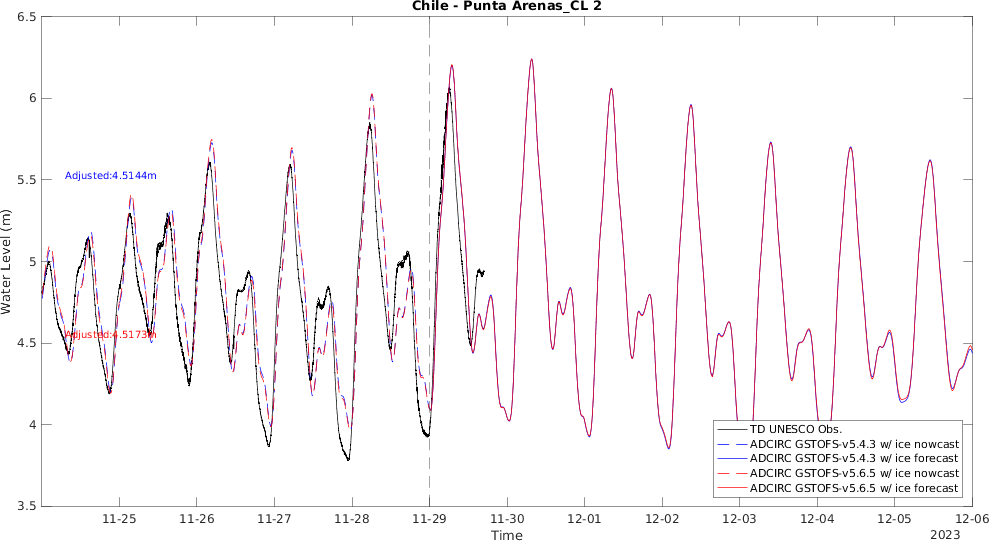 Chile - Punta Arenas_CL 2
6.5
6
5.5
5
4.5
4
3.5
Water Level (m)
Adjusted:4.5144m
Adjusted:4.5173m
TD UNESCO Obs.
ADCIRC GSTOFS-v5.4.3 w/ ice nowcast
ADCIRC GSTOFS-v5.4.3 w/ ice forecast
ADCIRC GSTOFS-v5.6.5 w/ ice nowcast
ADCIRC GSTOFS-v5.6.5 w/ ice forecast
11-25 11-26 11-27 11-28 11-29 11-30 12-01 12-02 12-03 12-04 12-05 12-06
Time
2023